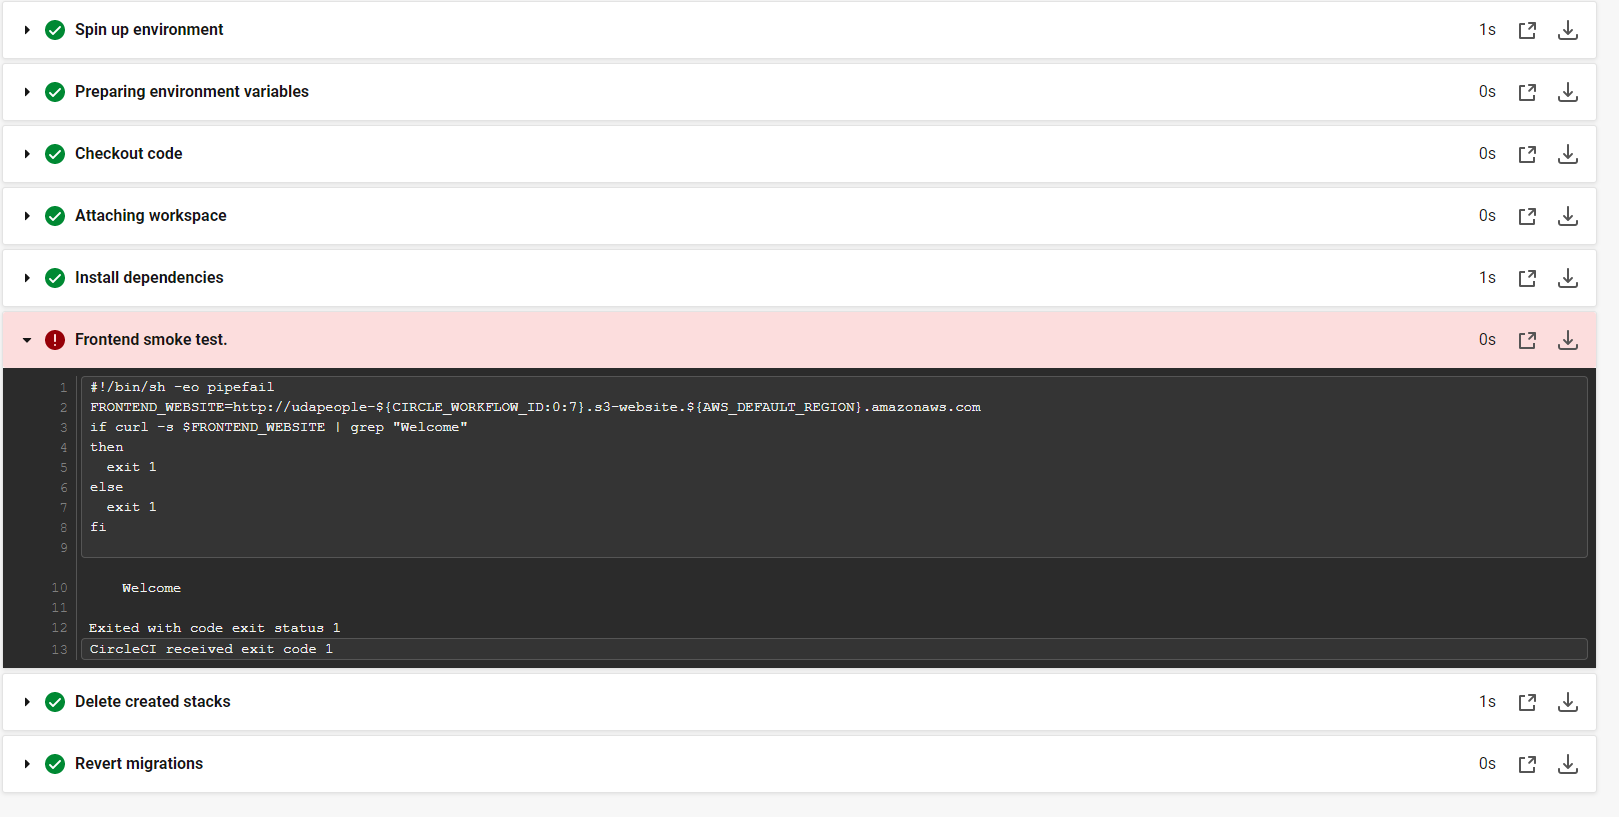 Spin up environment 1s
Preparing environment variables 0s
Checkout code 0s
Attaching workspace 0s
Install dependencies 1s
Frontend smoke test. 0s
1 #!/bin/sh -eo pipefail
2 FRONTEND_WEBSITE=http://udapeople-${CIRCLE_WORKFLOW_ID:0:7}.s3-website.${AWS_DEFAULT_REGION}.amazonaws.com
3 if curl -s $FRONTEND_WEBSITE | grep "Welcome"
4 then
5   exit 1
6 else
7   exit 1
8 fi
9
10     Welcome
11
12 Exited with code exit status 1
13 CircleCI received exit code 1
Delete created stacks 1s
Revert migrations 0s